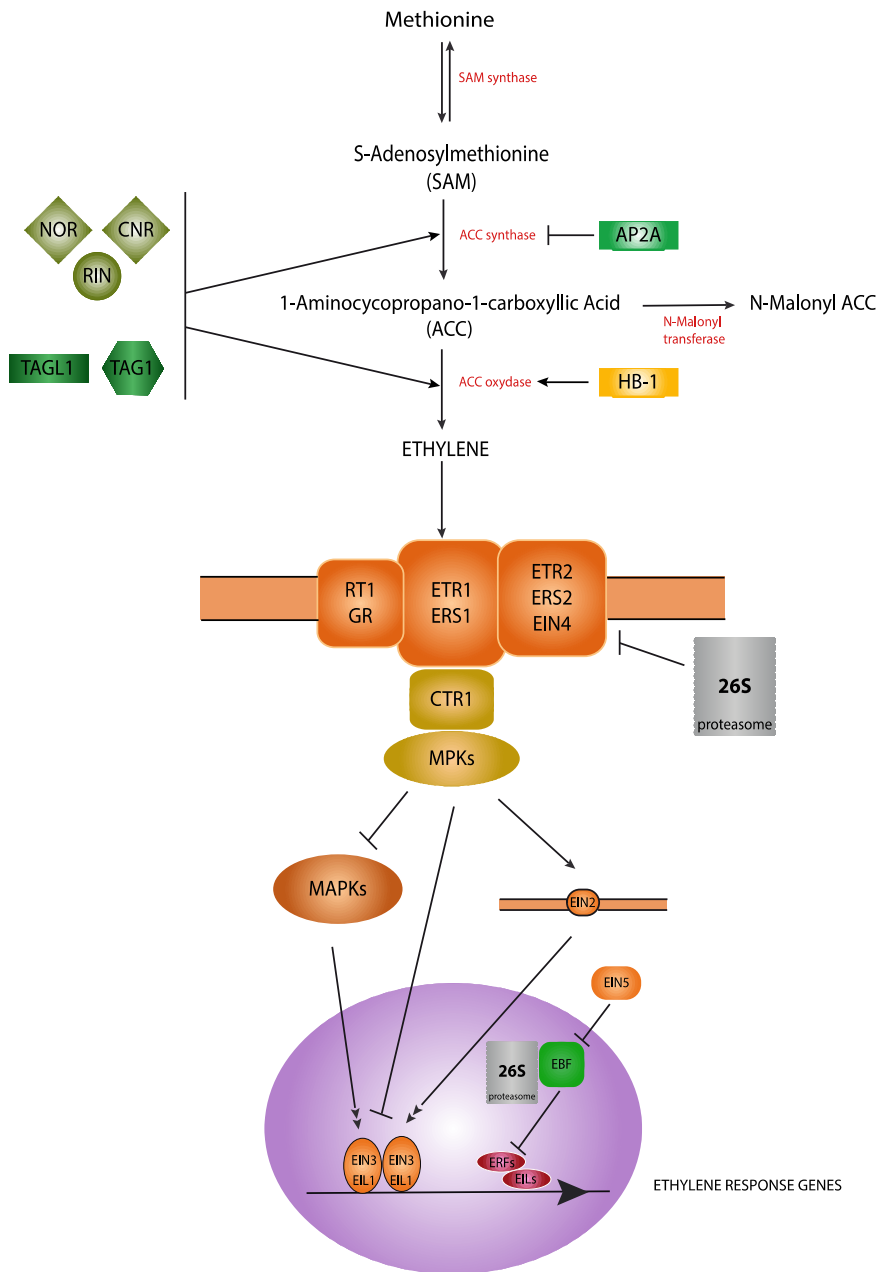 Methionine
SAM synthase
S-Adenosylmethionine
(SAM)
NOR
CNR
RIN
ACC synthase
AP2A
1-Aminocycopropano-1-carboxyllic Acid
(ACC)
N-Malonyl ACC
N-Malonyl
transferase
TAGL1
TAG1
ACC oxydase
HB-1
ETHYLENE
RT1
GR
ETR1
ERS1
ETR2
ERS2
EIN4
26S
proteasome
CTR1
MPKs
MAPKs
EIN2
EIN5
26S
proteasome
EBF
EIN3
EIL1
EIN3
EIL1
ERFs
EILs
ETHYLENE RESPONSE GENES